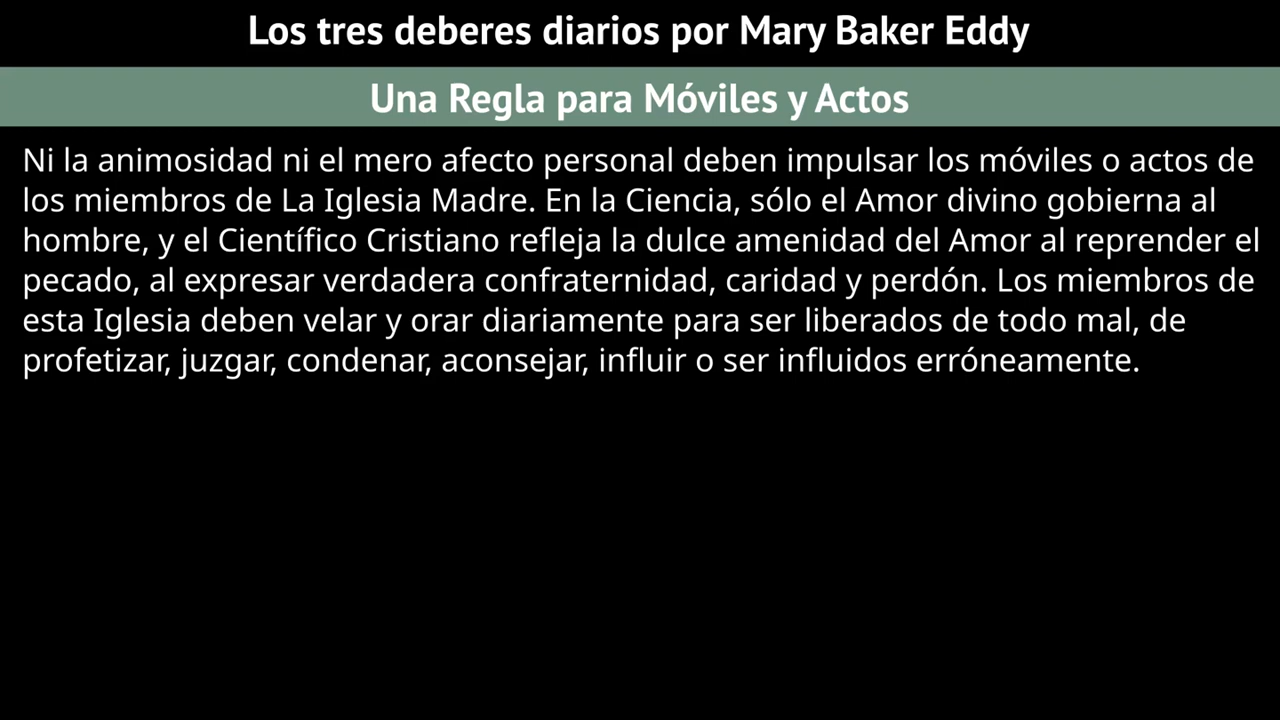 Los tres deberes diarios por Mary Baker Eddy
Una Regla para Móviles y Actos
Ni la animosidad ni el mero afecto personal deben impulsar los móviles o actos de
los miembros de La Iglesia Madre. En la Ciencia, sólo el Amor divino gobierna al
hombre, y el Científico Cristiano refleja la dulce amenidad del Amor al reprender el
pecado, al expresar verdadera confraternidad, caridad y perdón. Los miembros de
esta Iglesia deben velar y orar diariamente para ser liberados de todo mal, de
profetizar, juzgar, condenar, aconsejar, influir o ser influidos erróneamente.